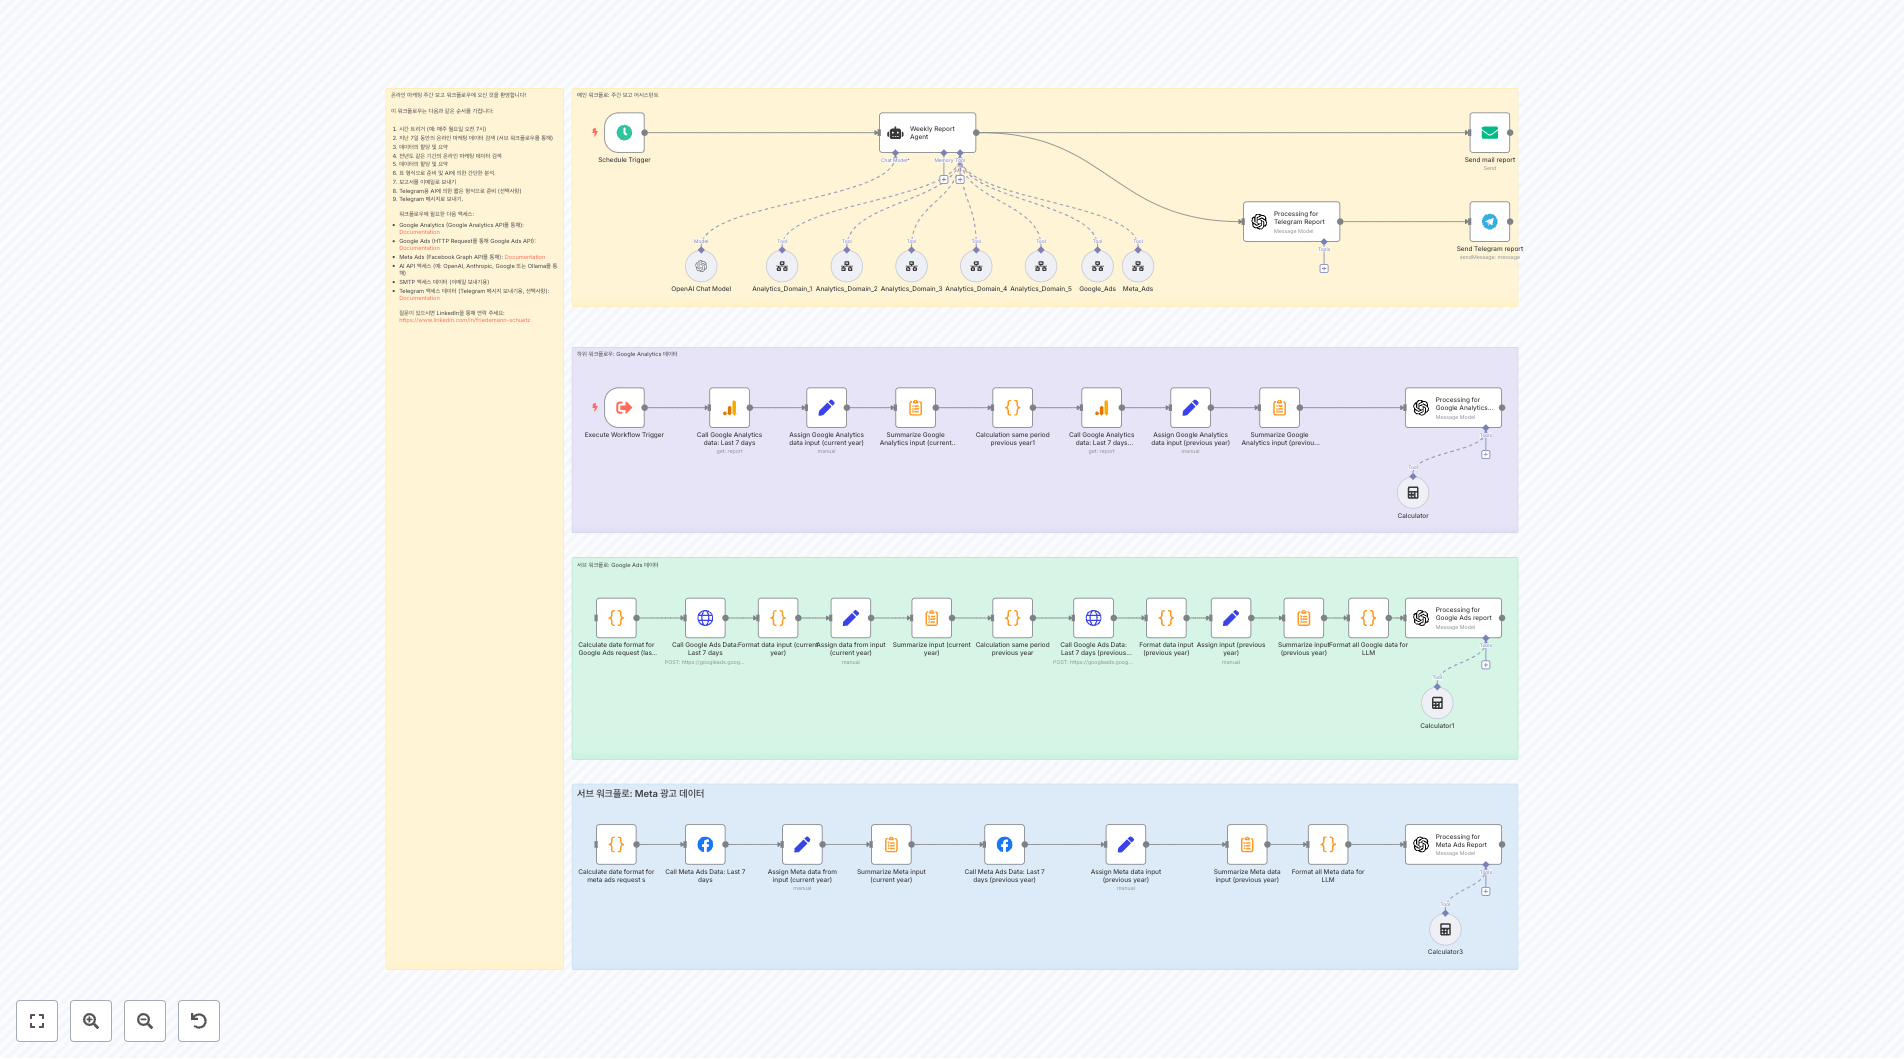 온라인 마케팅 주간 보고 워크플로우에 오신 것을 환영합니다!
이 워크플로우는 다음과 같은 순서를 가집니다:
1. 시간 트리거 (예: 매주 월요일 오전 7시)
2. 지난 7일 동안의 온라인 마케팅 데이터 검색 (서브 워크플로우를 통해)
3. 데이터의 할당 및 요약
4. 전년도 같은 기간의 온라인 마케팅 데이터 검색
5. 데이터의 할당 및 요약
6. 표 형식으로 준비 및 AI에 의한 간단한 분석.
7. 보고서를 이메일로 보내기
8. Telegram용 AI에 의한 짧은 형식으로 준비 (선택사항)
9. Telegram 메시지로 보내기.
워크플로우에 필요한 다음 액세스:
Google Analytics (Google Analytics API를 통해):
Documentation
Google Ads (HTTP Request를 통해 Google Ads API):
Documentation
Meta Ads (Facebook Graph API를 통해): Documentation
AI API 액세스 (예: OpenAI, Anthropic, Google 또는 Ollama를 통
해)
SMTP 액세스 데이터 (이메일 보내기용)
Telegram 액세스 데이터 (Telegram 메시지 보내기용, 선택사항):
Documentation
질문이 있으시면 LinkedIn을 통해 연락 주세요:
https://www.linkedin.com/in/friedemann-schuetz
메인 워크플로: 주간 보고 어시스턴트
Schedule Trigger
Weekly Report
Agent
Chat Model*
Memory
Tool
Send mail report
Send
Processing for
Telegram Report
Message Model
Tools
Send Telegram report
sendMessage: message
Model
Tool
Tool
Tool
Tool
Tool
Tool
Tool
OpenAI Chat Model
Analytics_Domain_1
Analytics_Domain_2
Analytics_Domain_3
Analytics_Domain_4
Analytics_Domain_5
Google_Ads
Meta_Ads
하위 워크플로우: Google Analytics 데이터
Execute Workflow Trigger
Call Google Analytics
data: Last 7 days
get: report
Assign Google Analytics
data input (current year)
manual
Summarize Google
Analytics input (current..
Calculation same period
previous year1
Call Google Analytics
data: Last 7 days...
get: report
Assign Google Analytics
data input (previous year)
manual
Summarize Google
Analytics input (previou...
Processing for
Google Analytics...
Message Model
Tools
Tool
Calculator
서브 워크플로: Google Ads 데이터
Calculate date format for
Google Ads request (las...
Call Google Ads Data:
Last 7 days
POST: https://googleads.goog...
Format data input (current
year)
Assign data from input
(current year)
manual
Summarize input (current
year)
Calculation same period
previous year
Call Google Ads Data:
Last 7 days (previous...
POST: https://googleads.goog...
Format data input
(previous year)
Assign input (previous
year)
manual
Summarize input
(previous year)
Format all Google data for
LLM
Processing for
Google Ads report
Message Model
Tools
Tool
Calculator1
서브 워크플로: Meta 광고 데이터
Calculate date format for
meta ads request s
Call Meta Ads Data: Last 7
days
Assign Meta data from
input (current year)
manual
Summarize Meta input
(current year)
Call Meta Ads Data: Last 7
days (previous year)
Assign Meta data input
(previous year)
manual
Summarize Meta data
input (previous year)
Format all Meta data for
LLM
Processing for
Meta Ads Report
Message Model
Tools
Tool
Calculator3